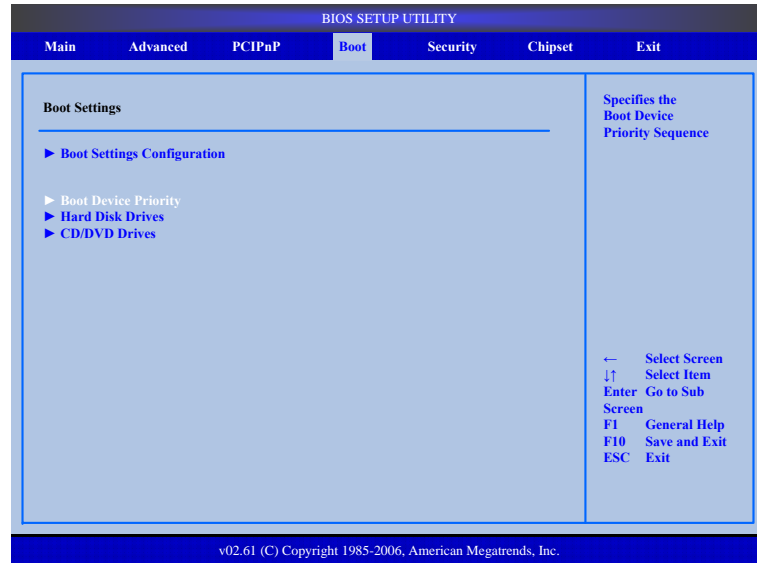 BIOS SETUP UTILITY
Main Advanced PCIPnP Boot Security Chipset Exit
Boot Settings
► Boot Settings Configuration
► Boot Device Priority
► Hard Disk Drives
► CD/DVD Drives
Specifies the
Boot Device
Priority Sequence
← Select Screen
↓↑ Select Item
Enter Go to Sub
Screen
F1 General Help
F10 Save and Exit
ESC Exit
v02.61 (C) Copyright 1985-2006, American Megatrends, Inc.